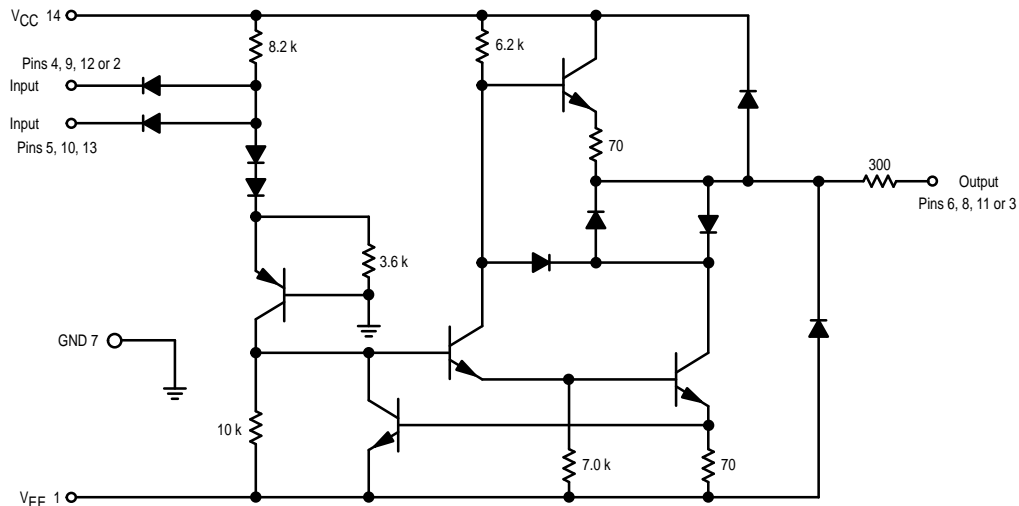 VCC 14
8.2 k
6.2 k
Pins 4, 9, 12 or 2
Input
Input
Pins 5, 10, 13
70
300
Output
Pins 6, 8, 11 or 3
3.6 k
GND 7
10 k
7.0 k
70
VEE 1